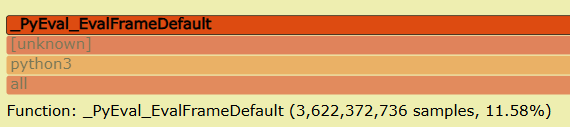 _PyEval_EvalFrameDefault
[unknown]
python3
all
Function: _PyEval_EvalFrameDefault (3,622,372,736 samples, 11.58%)